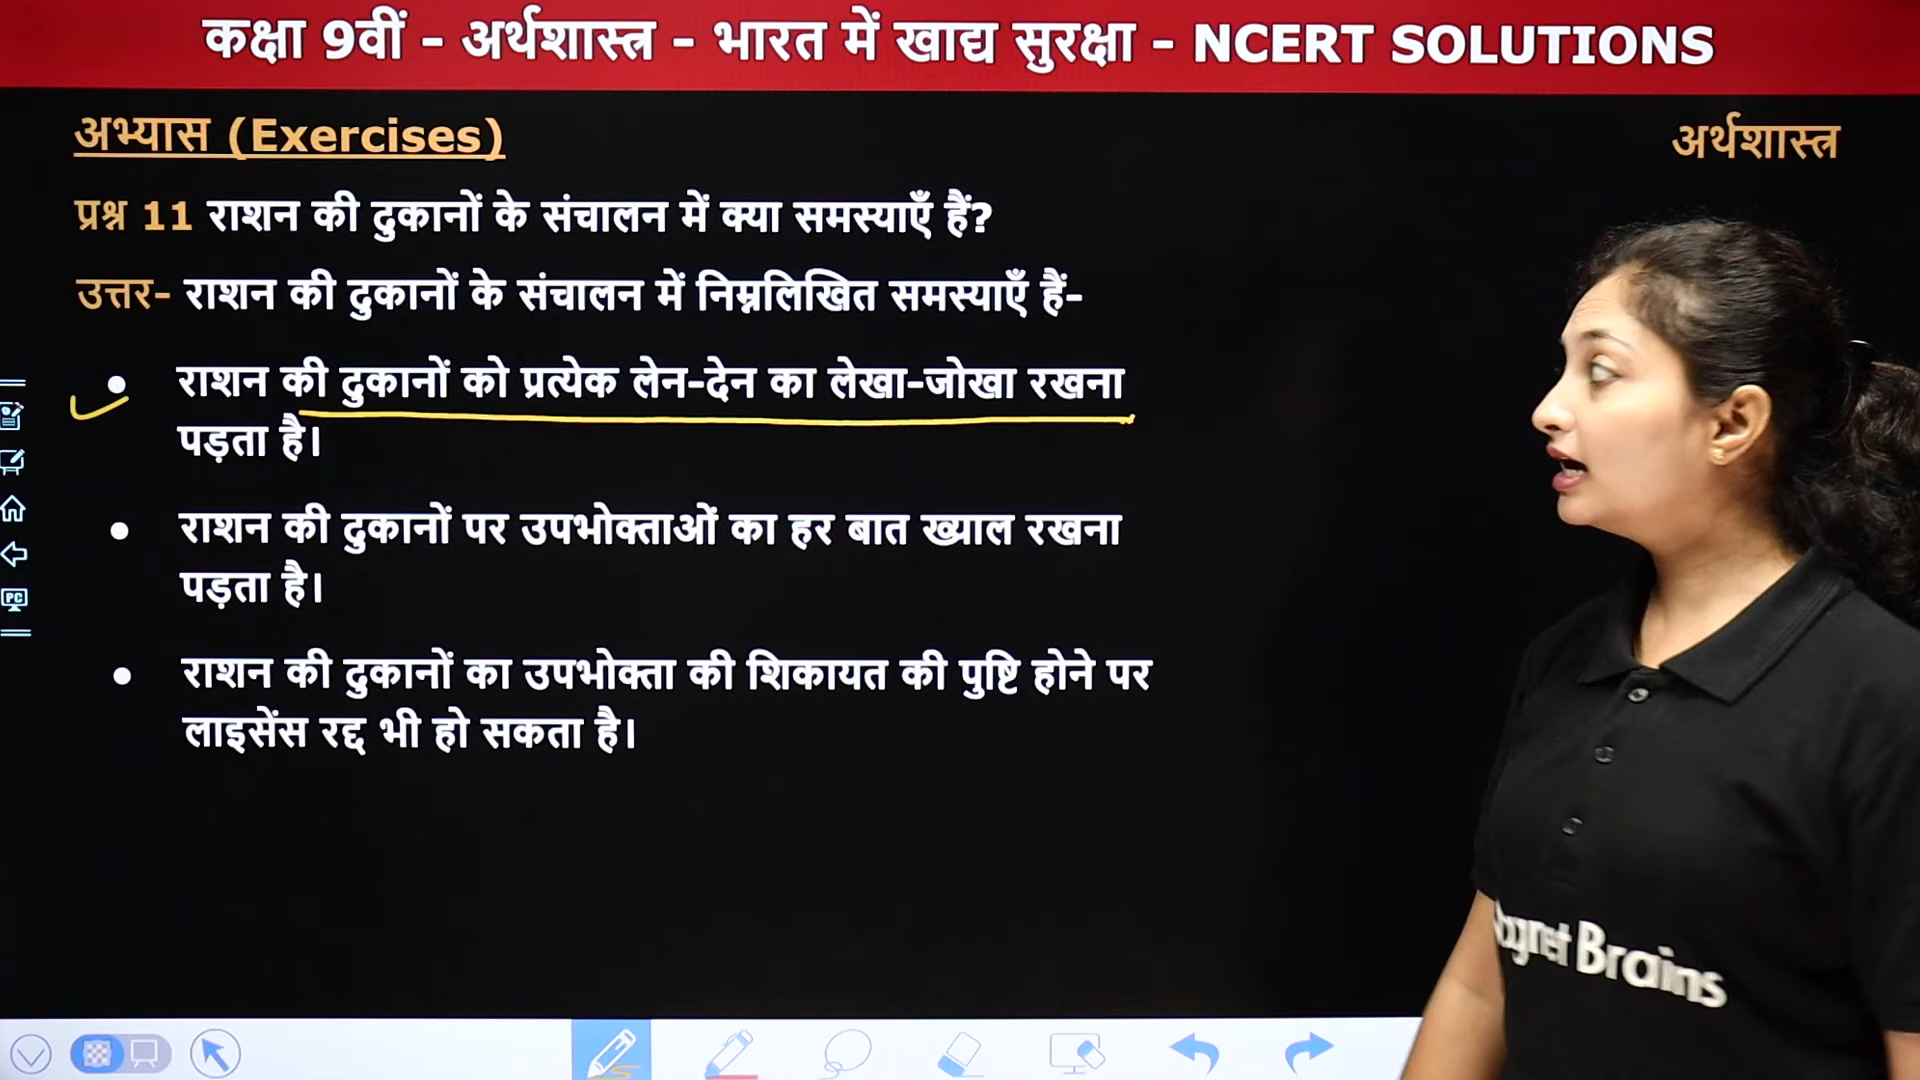 कक्षा 9वीं - अर्थशास्त्र - भारत में खाद्य सुरक्षा - NCERT SOLUTIONS
अभ्यास (Exercises)
अर्थशास्त्र
प्रश्न 11 राशन की दुकानों के संचालन में क्या समस्याएँ हैं?
उत्तर- राशन की दुकानों के संचालन में निम्नलिखित समस्याएँ हैं-
• राशन की दुकानों को प्रत्येक लेन-देन का लेखा-जोखा रखना
पड़ता है।
• राशन की दुकानों पर उपभोक्ताओं का हर बात ख्याल रखना
पड़ता है।
• राशन की दुकानों का उपभोक्ता की शिकायत की पुष्टि होने पर
लाइसेंस रद्द भी हो सकता है।
PC
Brains